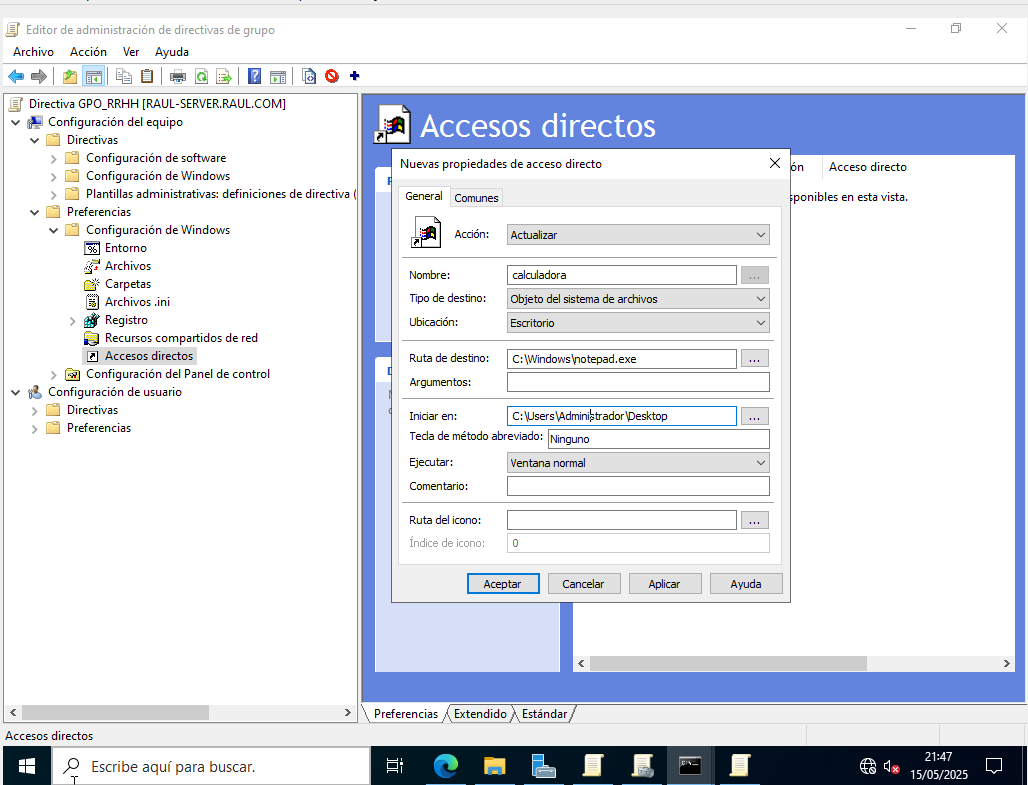 Editor de administración de directivas de grupo
Archivo Acción Ver Ayuda
Directiva GPO_RRHH [RAUL-SERVER.RAUL.COM]
Configuración del equipo
Directivas
Configuración de software
Configuración de Windows
Plantillas administrativas: definiciones de directiva (
Preferencias
Configuración de Windows
Entorno
Archivos
Carpetas
Archivos .ini
Registro
Recursos compartidos de red
Accesos directos
Configuración del Panel de control
Configuración de usuario
Directivas
Preferencias
Accesos directos
ón Acceso directo
sponibles en esta vista.
Nuevas propiedades de acceso directo
General Comunes
Acción: Actualizar
Nombre: calculadora ...
Tipo de destino: Objeto del sistema de archivos
Ubicación: Escritorio
Ruta de destino: C:\Windows\notepad.exe ...
Argumentos:
Iniciar en: C:\Users\Administrador\Desktop ...
Tecla de método abreviado: Ninguno
Ejecutar: Ventana normal
Comentario:
Ruta del icono: ...
Índice de icono: 0
Aceptar Cancelar Aplicar Ayuda
Preferencias Extendido Estándar
Accesos directos
Escribe aquí para buscar.
21:47
15/05/2025